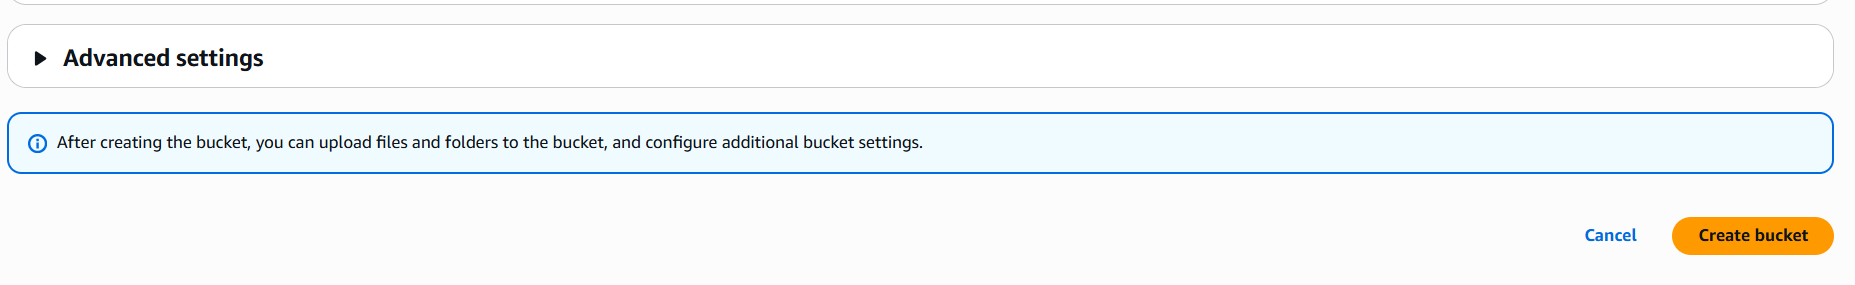 Advanced settings
After creating the bucket, you can upload files and folders to the bucket, and configure additional bucket settings.
Cancel
Create bucket